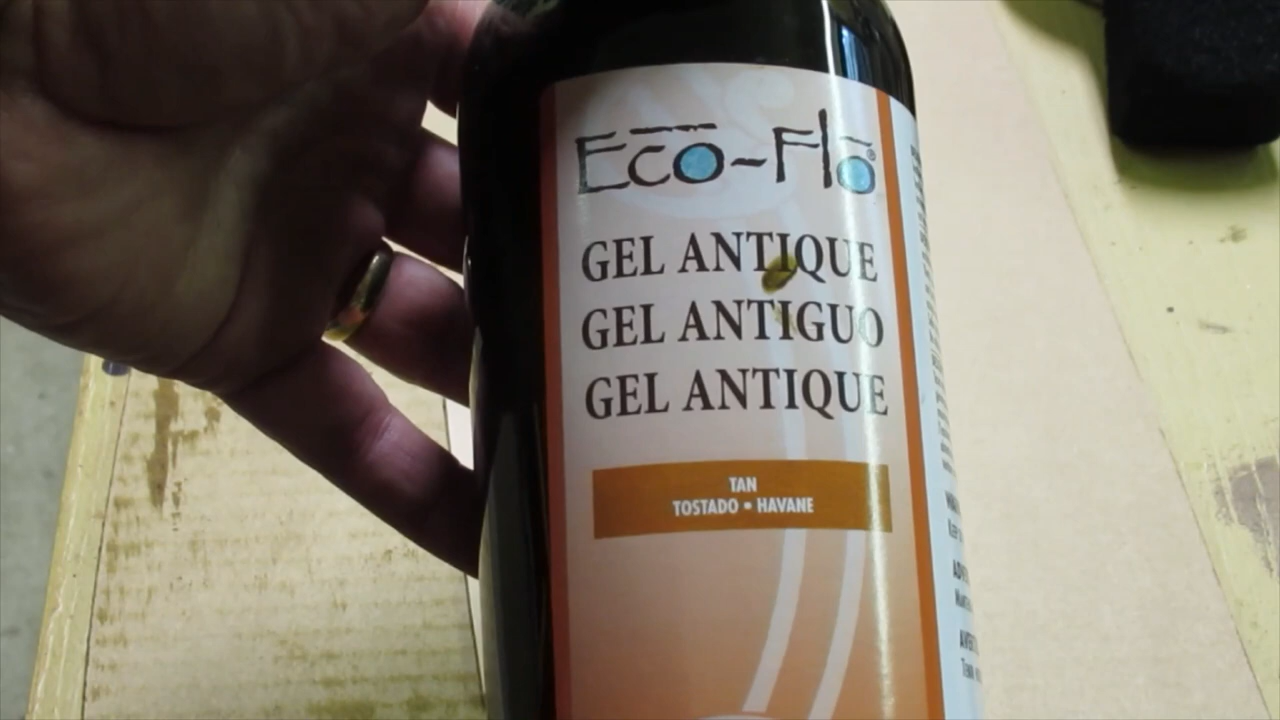 Eco-Flo®
GEL ANTIQUE
GEL ANTIGUO
GEL ANTIQUE
TAN
TOSTADO • HAVANE